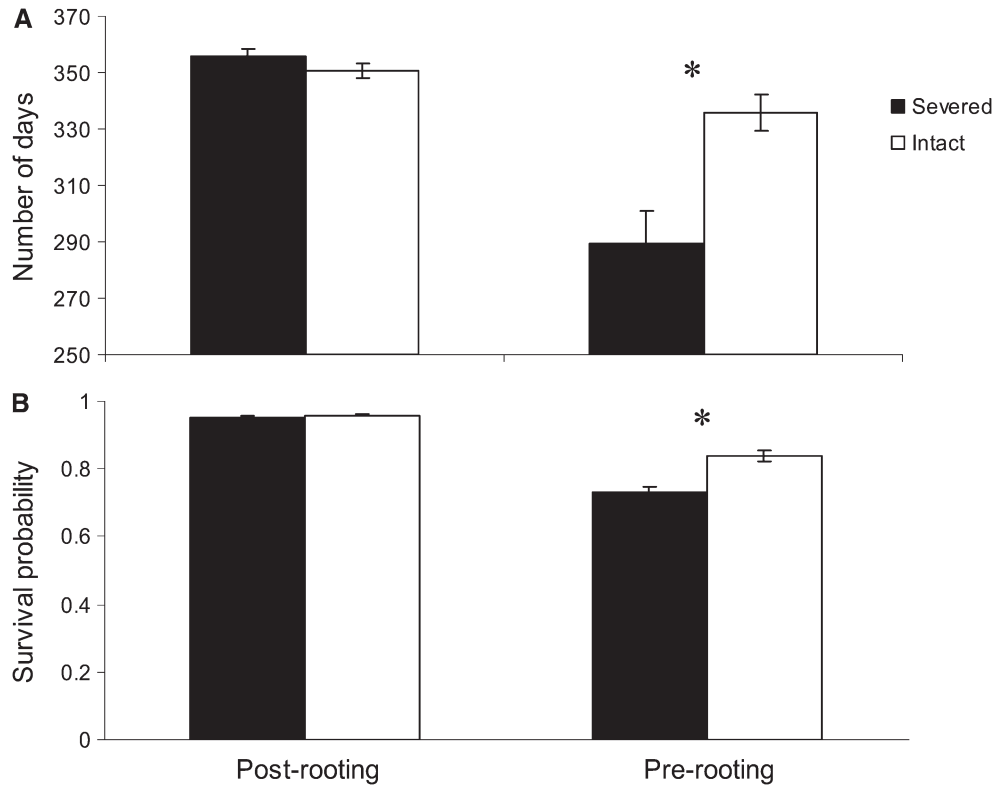 A
Number of days
370
350
330
310
290
270
250
*
Severed
Intact
B
Survival probability
1
0.8
0.6
0.4
0.2
0
*
Post-rooting
Pre-rooting